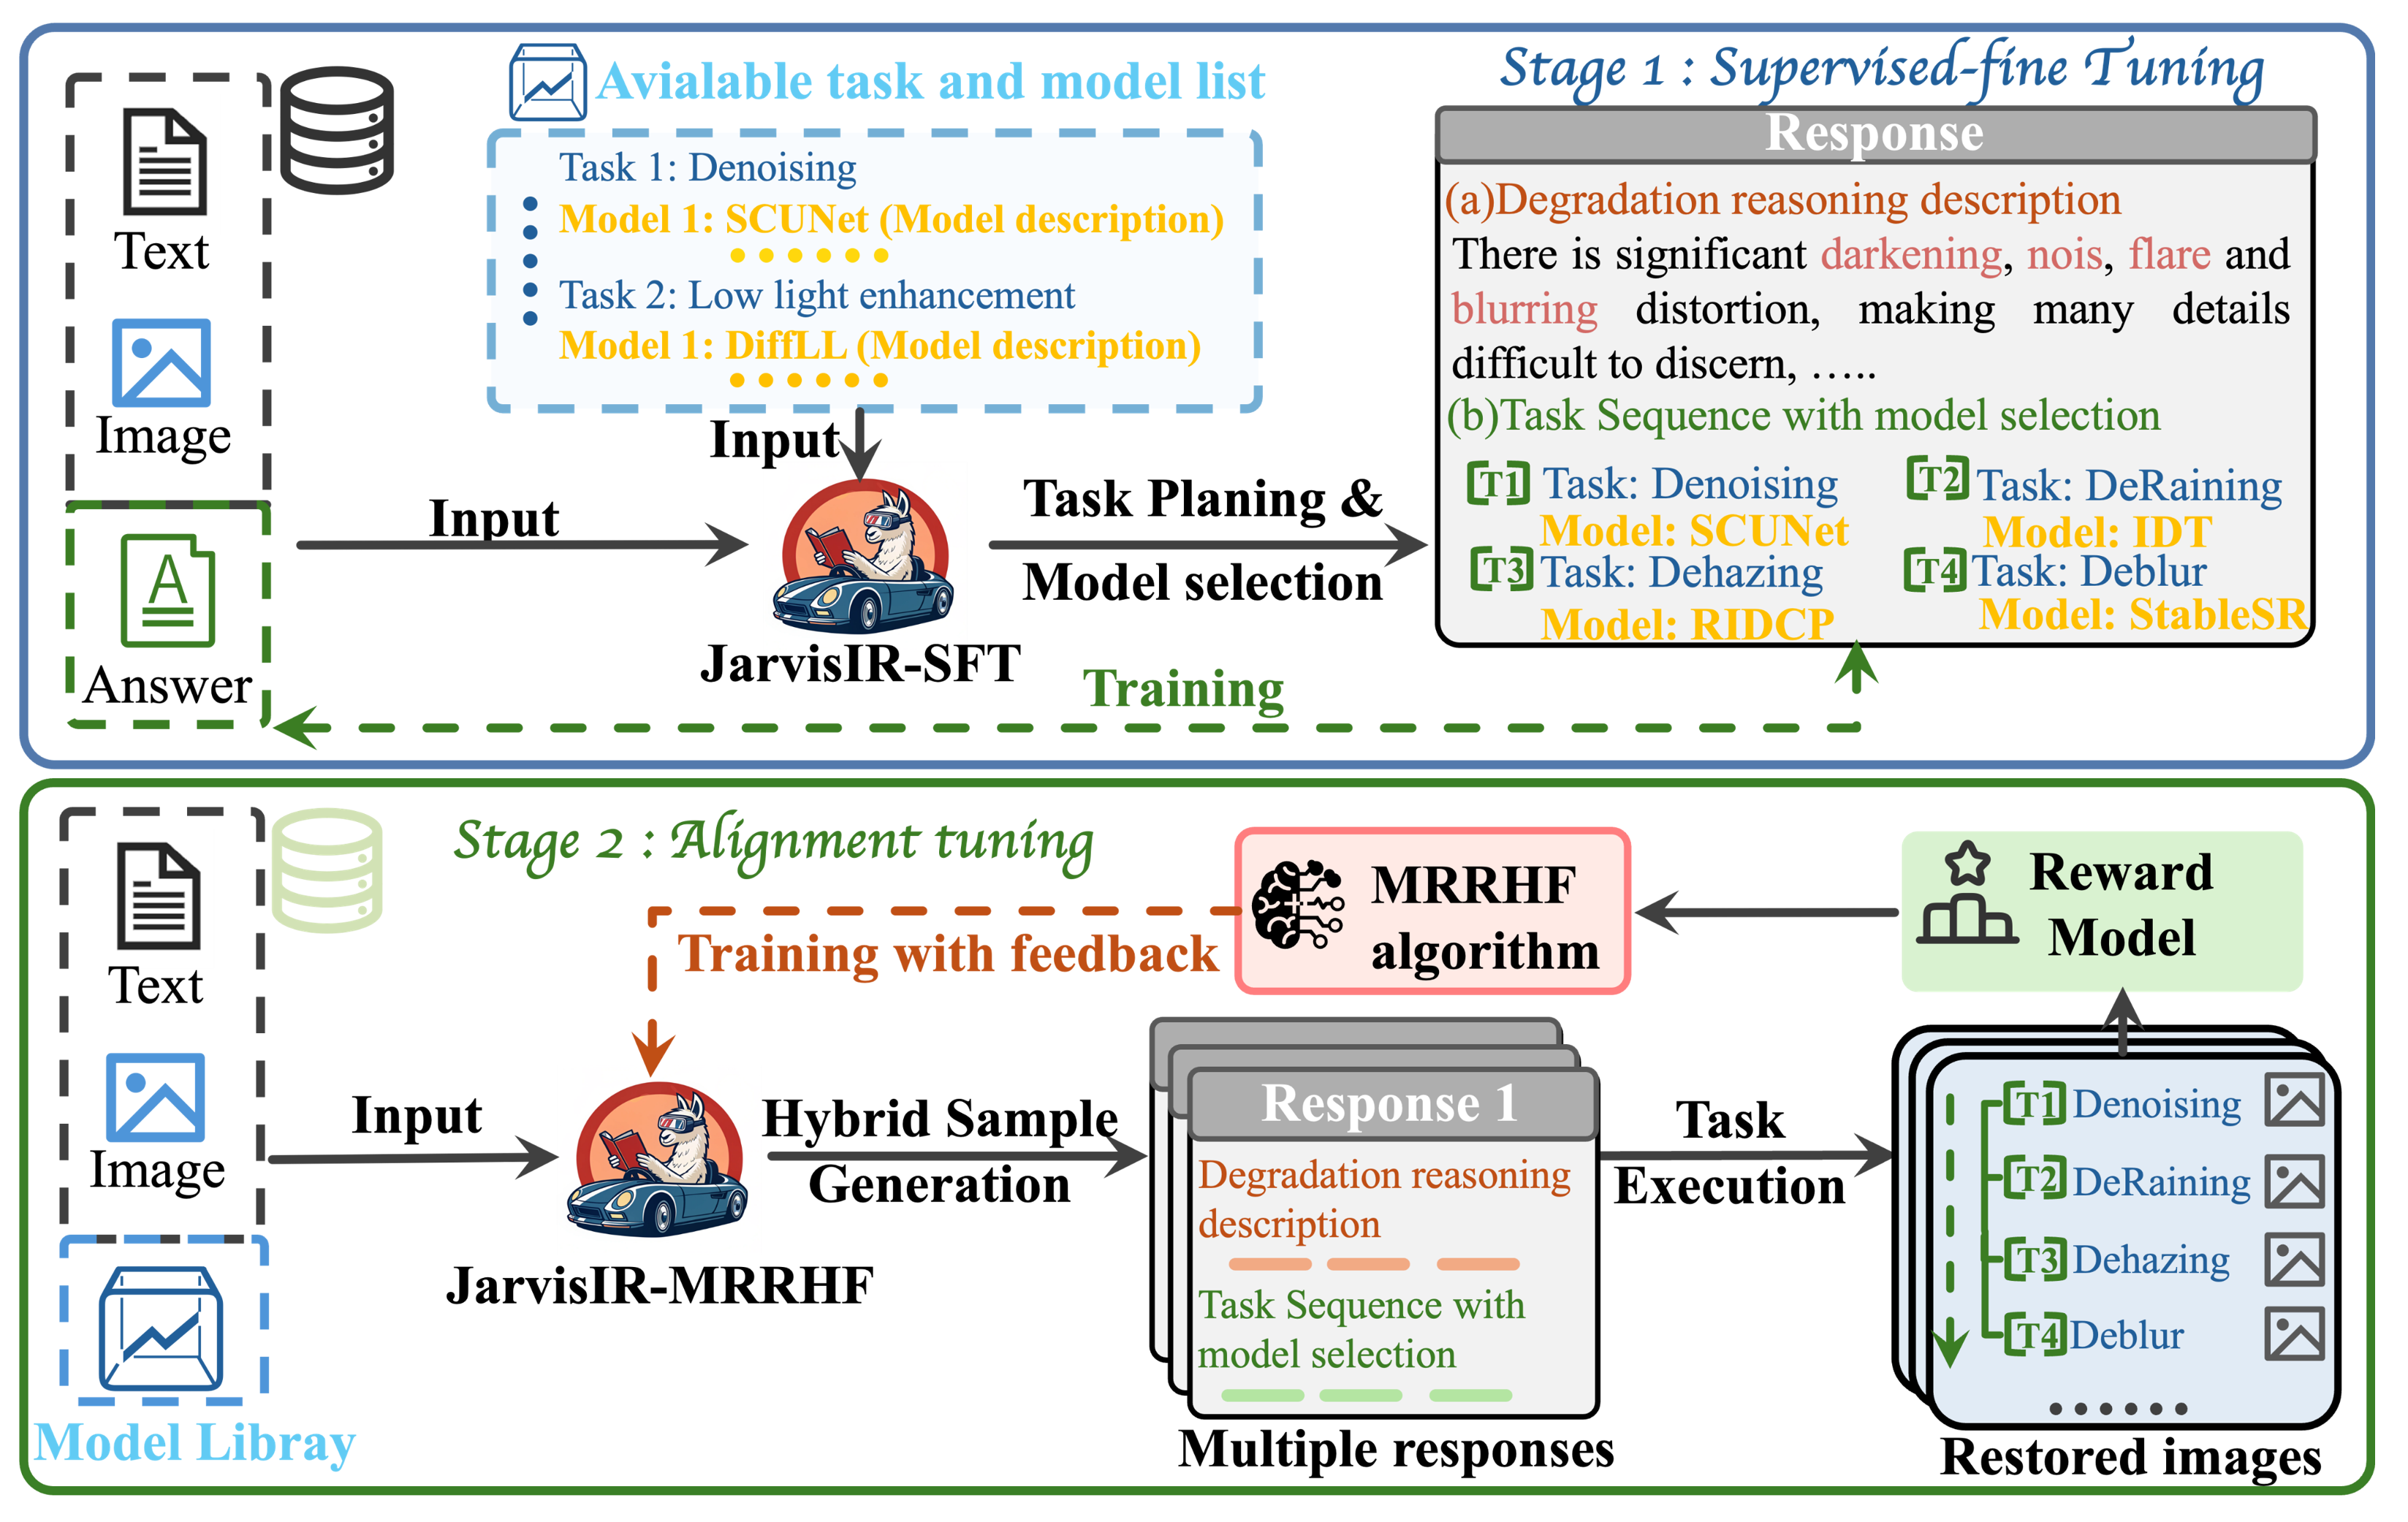 Stage 1 : Supervised-fine Tuning
Text
Image
Answer
Avialable task and model list
Task 1: Denoising
Model 1: SCUNet (Model description)
Task 2: Low light enhancement
Model 1: DiffLL (Model description)
Input
Input
JarvisIR-SFT
Task Planing &
Model selection
Response
(a)Degradation reasoning description
There is significant darkening, nois, flare and
blurring distortion, making many details
difficult to discern, …..
(b)Task Sequence with model selection
[T1] Task: Denoising
Model: SCUNet
[T2] Task: DeRaining
Model: IDT
[T3] Task: Dehazing
Model: RIDCP
[T4] Task: Deblur
Model: StableSR
Training
Stage 2 : Alignment tuning
Text
Image
Model Libray
Input
JarvisIR-MRRHF
Training with feedback
MRRHF
algorithm
Reward
Model
Hybrid Sample
Generation
Response 1
Degradation reasoning
description
Task Sequence with
model selection
Multiple responses
Task
Execution
[T1] Denoising
[T2] DeRaining
[T3] Dehazing
[T4] Deblur
......
Restored images